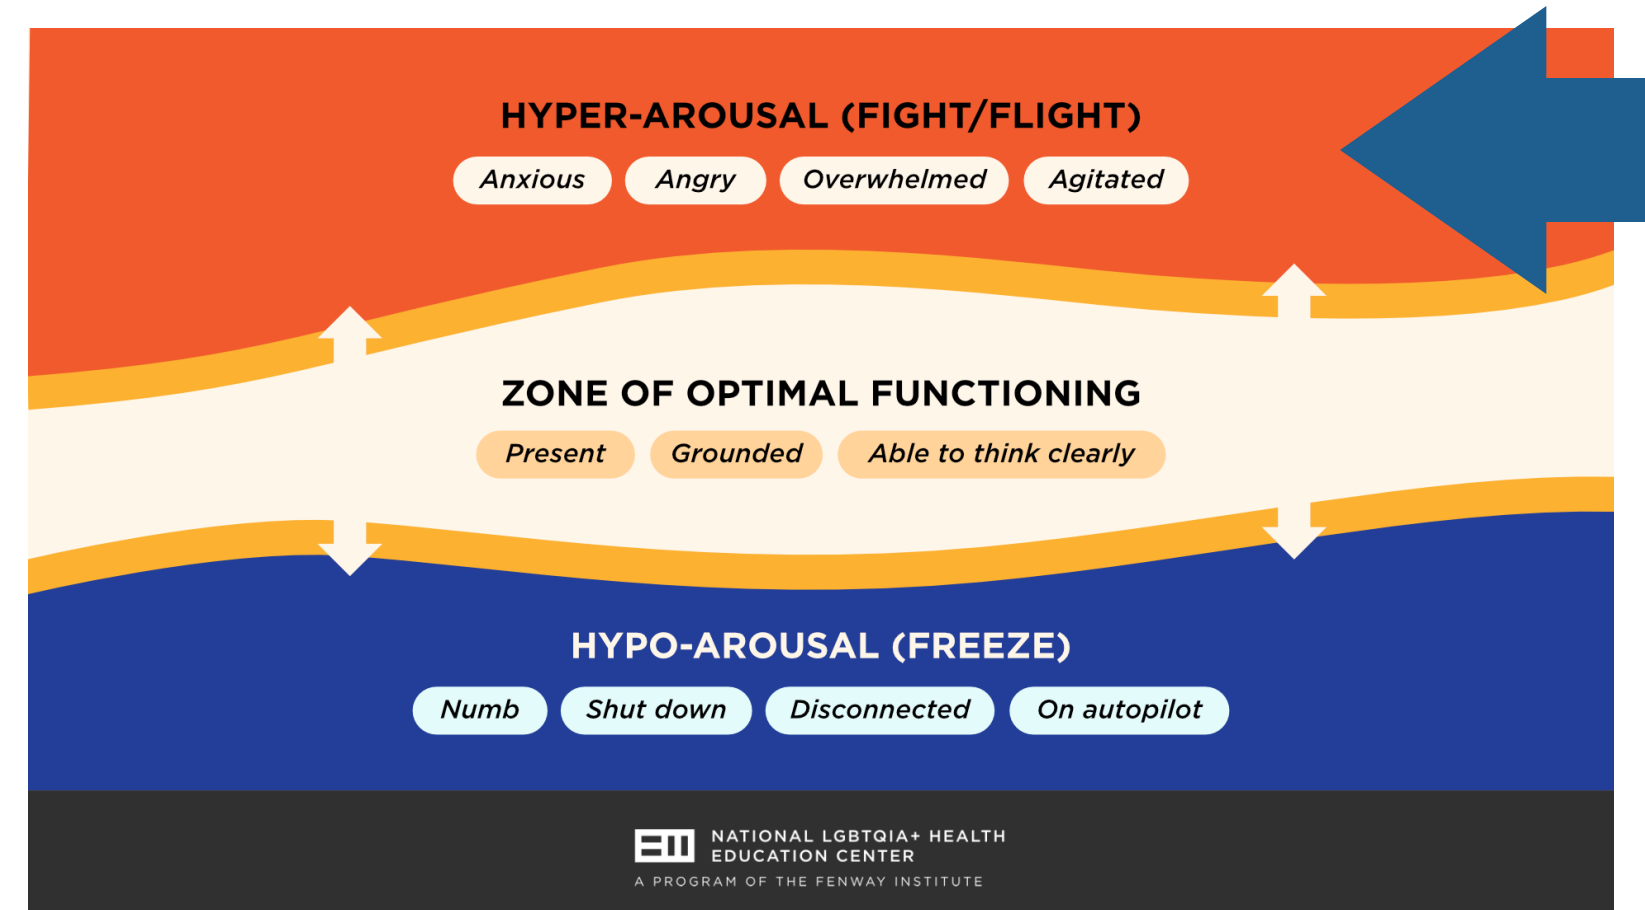 HYPER-AROUSAL (FIGHT/FLIGHT)
Anxious Angry Overwhelmed Agitated
ZONE OF OPTIMAL FUNCTIONING
Present Grounded Able to think clearly
HYPO-AROUSAL (FREEZE)
Numb Shut down Disconnected On autopilot
NATIONAL LGBTQIA+ HEALTH
EDUCATION CENTER
A PROGRAM OF THE FENWAY INSTITUTE